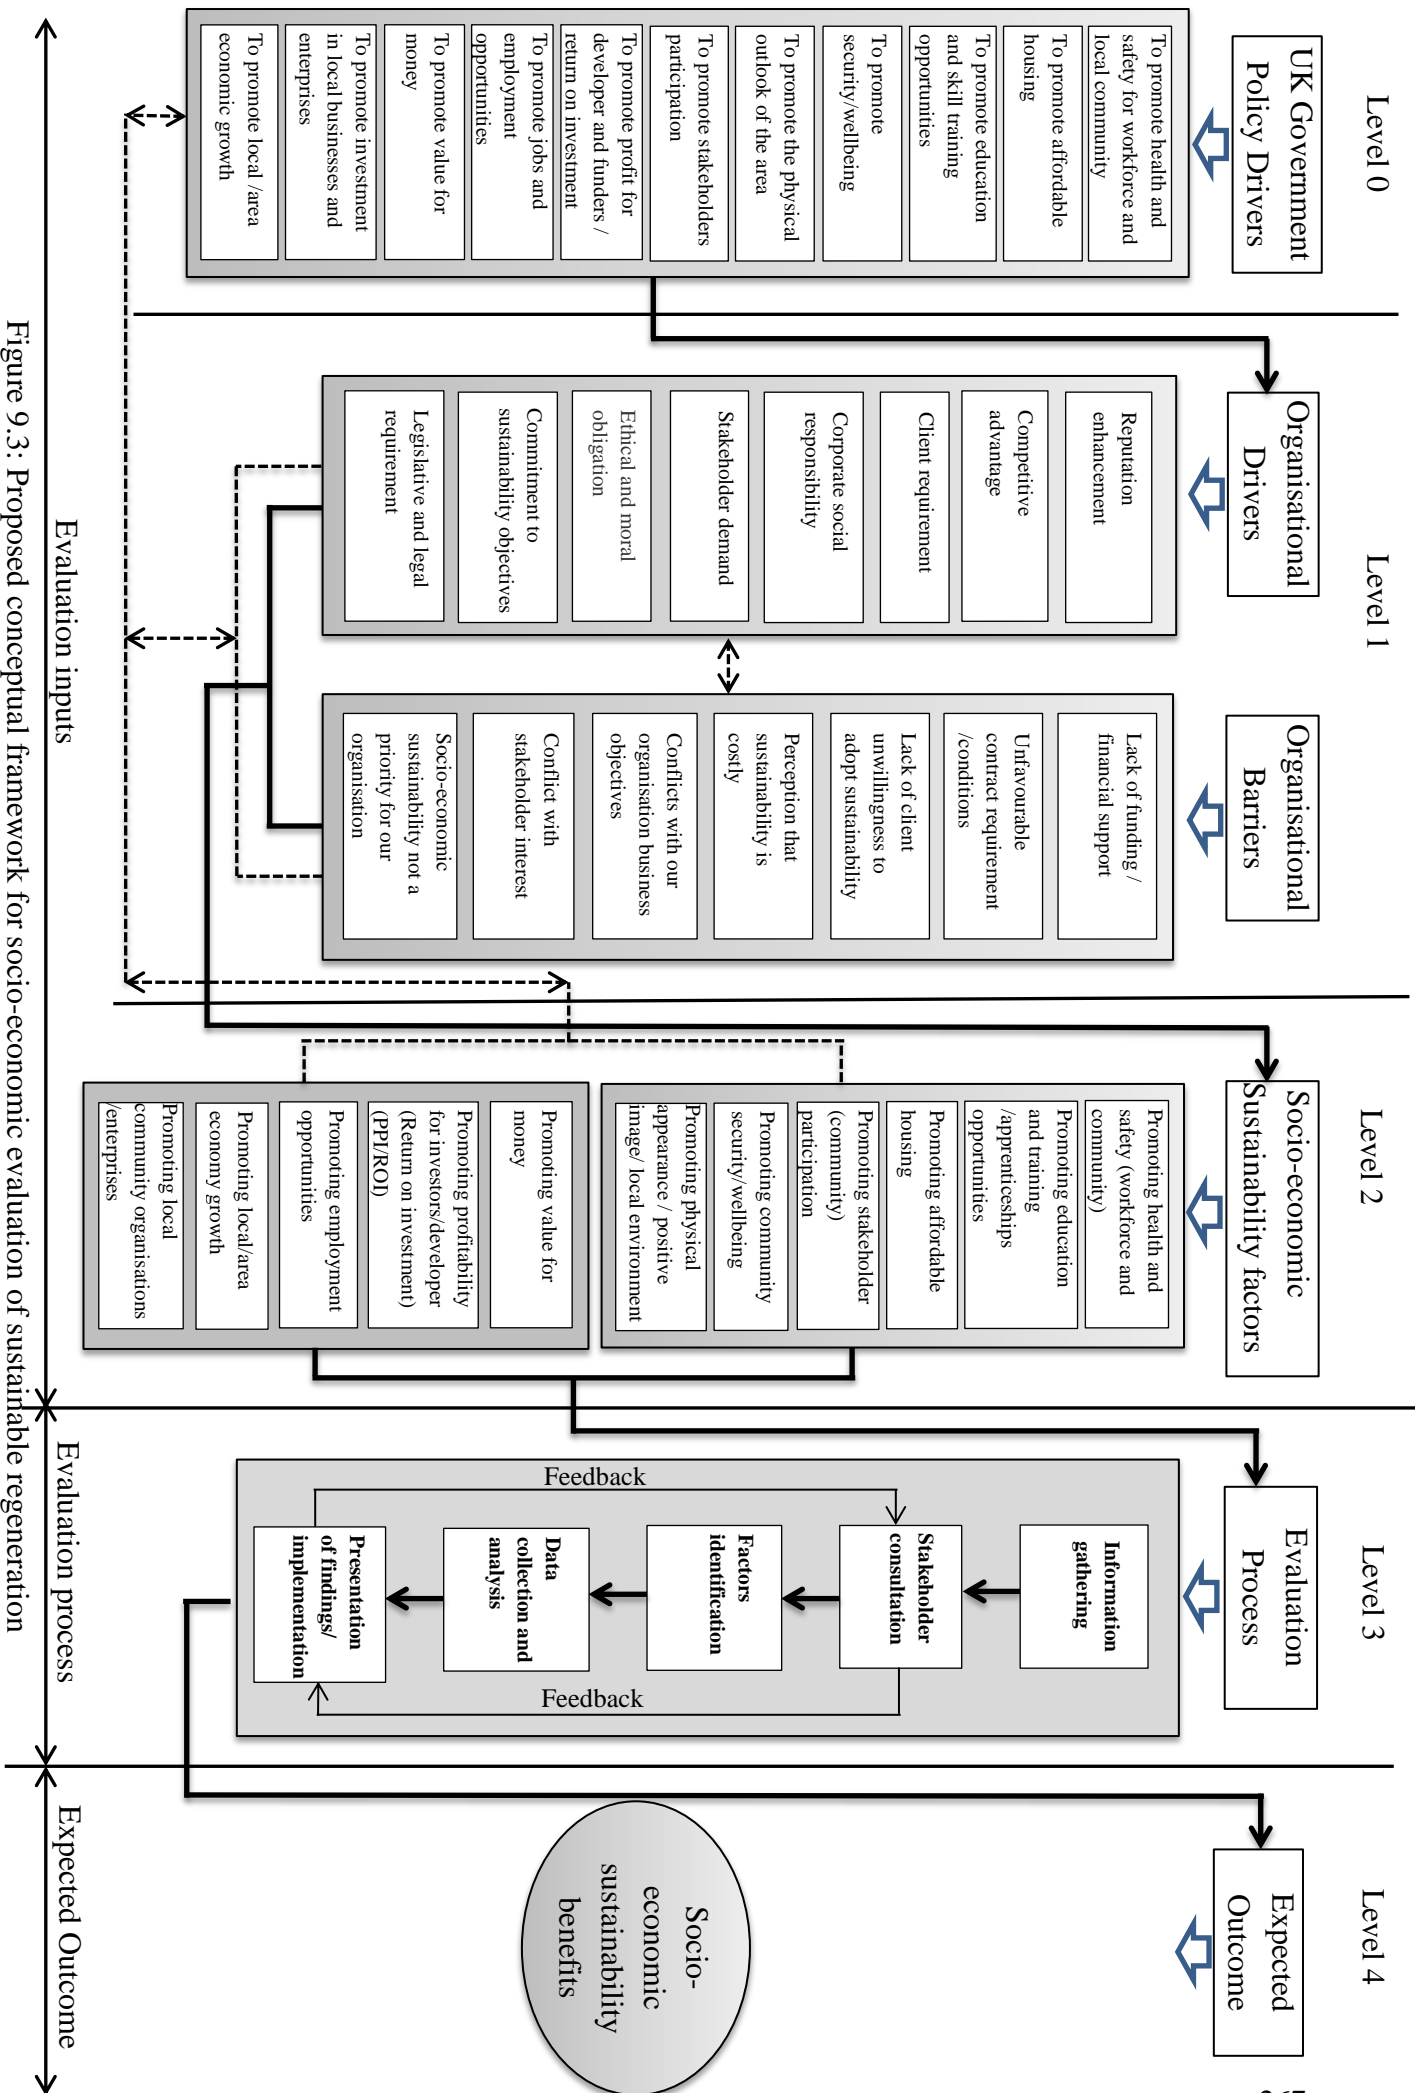 Level 0
UK Government
Policy Drivers
To promote health and
safety for workforce and
local community
To promote affordable
housing
To promote education
and skill training
opportunities
To promote
security/wellbeing
To promote the physical
outlook of the area
To promote stakeholders
participation
To promote profit for
developer and funders /
return on investment
To promote jobs and
employment
opportunities
To promote value for
money
To promote investment
in local businesses and
enterprises
To promote local /area
economic growth
Level 1
Organisational
Drivers
Reputation
enhancement
Competitive
advantage
Client requirement
Corporate social
responsibility
Stakeholder demand
Ethical and moral
obligation
Commitment to
sustainability objectives
Legislative and legal
requirement
Organisational
Barriers
Lack of funding /
financial support
Unfavourable
contract requirement
/conditions
Lack of client
unwillingness to
adopt sustainability
Perception that
sustainability is
costly
Conflicts with our
organisation business
objectives
Conflict with
stakeholder interest
Socio-economic
sustainability not a
priority for our
organisation
Level 2
Socio-economic
Sustainability factors
Promoting health and
safety (workforce and
community)
Promoting education
and training
/apprenticeships
opportunities
Promoting affordable
housing
Promoting stakeholder
(community)
participation
Promoting community
security/wellbeing
Promoting physical
appearance / positive
image/ local environment
Promoting value for
money
Promoting profitability
for investors/developer
(Return on investment)
(PPI/ROI)
Promoting employment
opportunities
Promoting local/area
economy growth
Promoting local
community organisations
/enterprises
Level 3
Evaluation
Process
Information
gathering
Stakeholder
consultation
Factors
identification
Data
collection and
analysis
Presentation
of findings/
implementation
Feedback
Feedback
Level 4
Expected
Outcome
Socio-
economic
sustainability
benefits
Evaluation inputs
Evaluation process
Expected Outcome
Figure 9.3: Proposed conceptual framework for socio-economic evaluation of sustainable regeneration